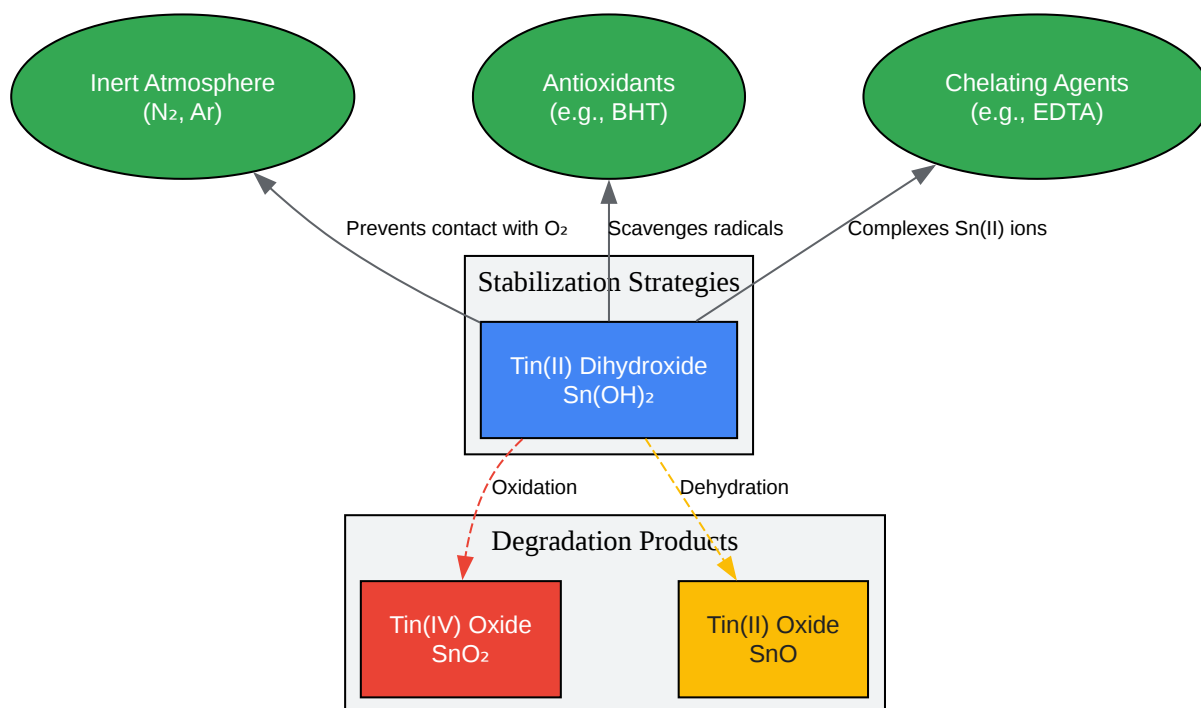 Inert Atmosphere
(N₂, Ar)
Antioxidants
(e.g., BHT)
Chelating Agents
(e.g., EDTA)
Prevents contact with O₂
Scavenges radicals
Complexes Sn(II) ions
Stabilization Strategies
Tin(II) Dihydroxide
Sn(OH)₂
Oxidation
Dehydration
Degradation Products
Tin(IV) Oxide
SnO₂
Tin(II) Oxide
SnO